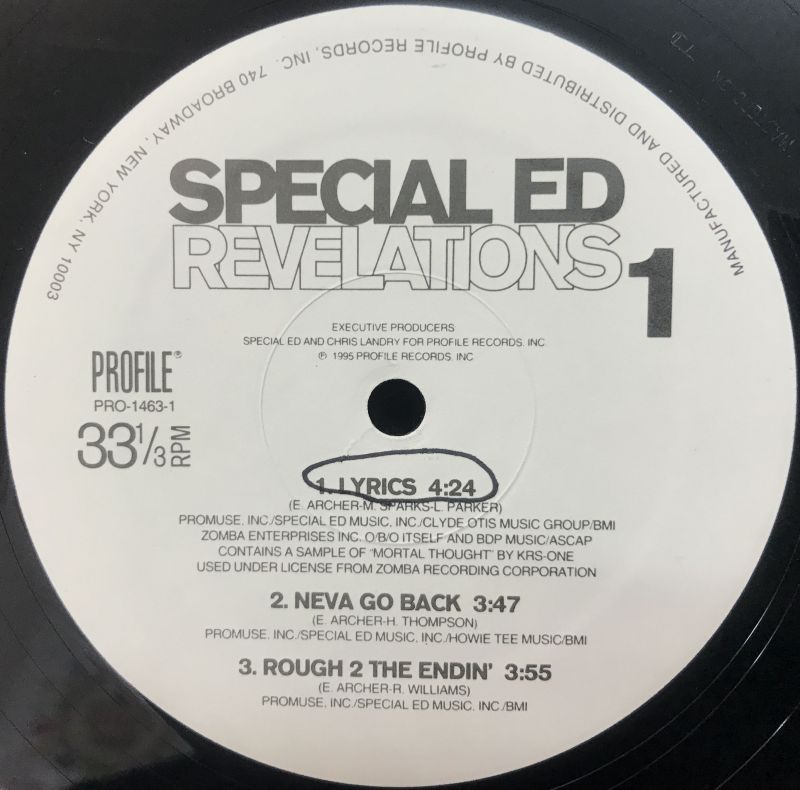 MANUFACTURED AND DISTRIBUTED BY PROFILE RECORDS, INC. 740 BROADWAY, NEW YORK, NY 10003
SPECIAL ED
REVELATIONS
1
EXECUTIVE PRODUCERS
SPECIAL ED AND CHRIS LANDRY FOR PROFILE RECORDS, INC.
℗ 1995 PROFILE RECORDS, INC
PROFILE®
PRO-1463-1
33 1/3 RPM
1. LYRICS 4:24
(E. ARCHER-M. SPARKS-L. PARKER)
PROMUSE, INC./SPECIAL ED MUSIC, INC./CLYDE OTIS MUSIC GROUP/BMI
ZOMBA ENTERPRISES INC. O/B/O ITSELF AND BDP MUSIC/ASCAP
CONTAINS A SAMPLE OF "MORTAL THOUGHT" BY KRS-ONE
USED UNDER LICENSE FROM ZOMBA RECORDING CORPORATION
2. NEVA GO BACK 3:47
(E. ARCHER-H. THOMPSON)
PROMUSE, INC./SPECIAL ED MUSIC, INC./HOWIE TEE MUSIC/BMI
3. ROUGH 2 THE ENDIN' 3:55
(E. ARCHER-R. WILLIAMS)
PROMUSE, INC./SPECIAL ED MUSIC, INC./BMI